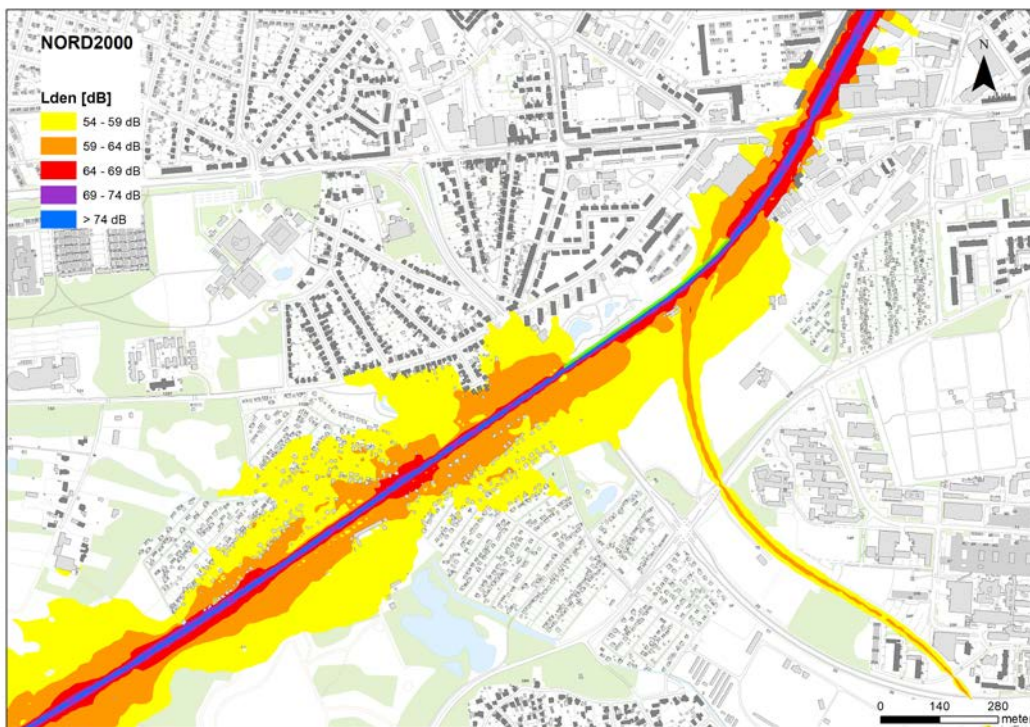 NORD2000
Lden [dB]
54 - 59 dB
59 - 64 dB
64 - 69 dB
69 - 74 dB
> 74 dB
N
0 140 280
mete